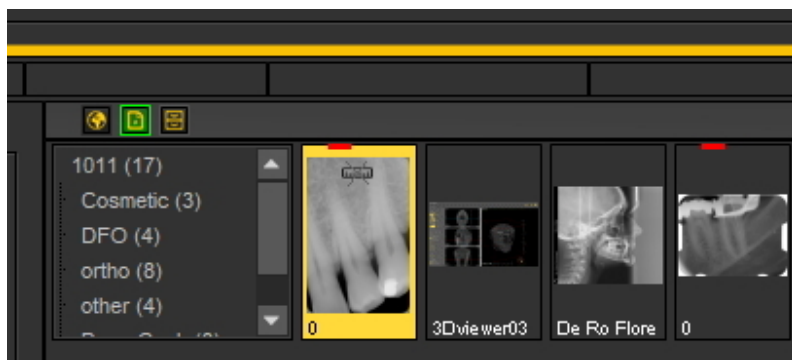 1011 (17)
Cosmetic (3)
DFO (4)
ortho (8)
other (4)
0
3Dviewer03
De Ro Flore
0